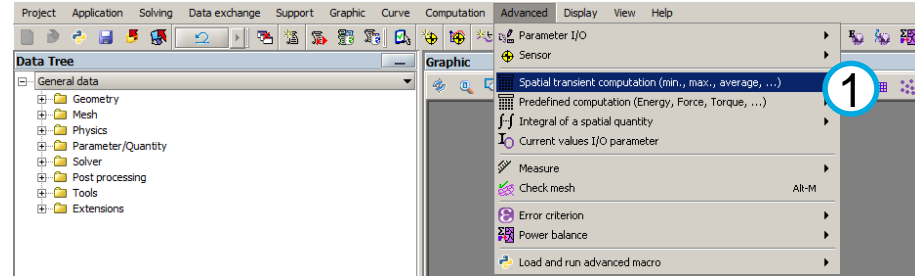 Project Application Solving Data exchange Support Graphic Curve Computation Advanced Display View Help
Data Tree
General data
Geometry
Mesh
Physics
Parameter/Quantity
Solver
Post processing
Tools
Extensions
Graphic
Parameter I/O
Sensor
Spatial transient computation (min., max., average, ...)
1
Predefined computation (Energy, Force, Torque, ...)
Integral of a spatial quantity
Current values I/O parameter
Measure
Check mesh Alt-M
Error criterion
Power balance
Load and run advanced macro